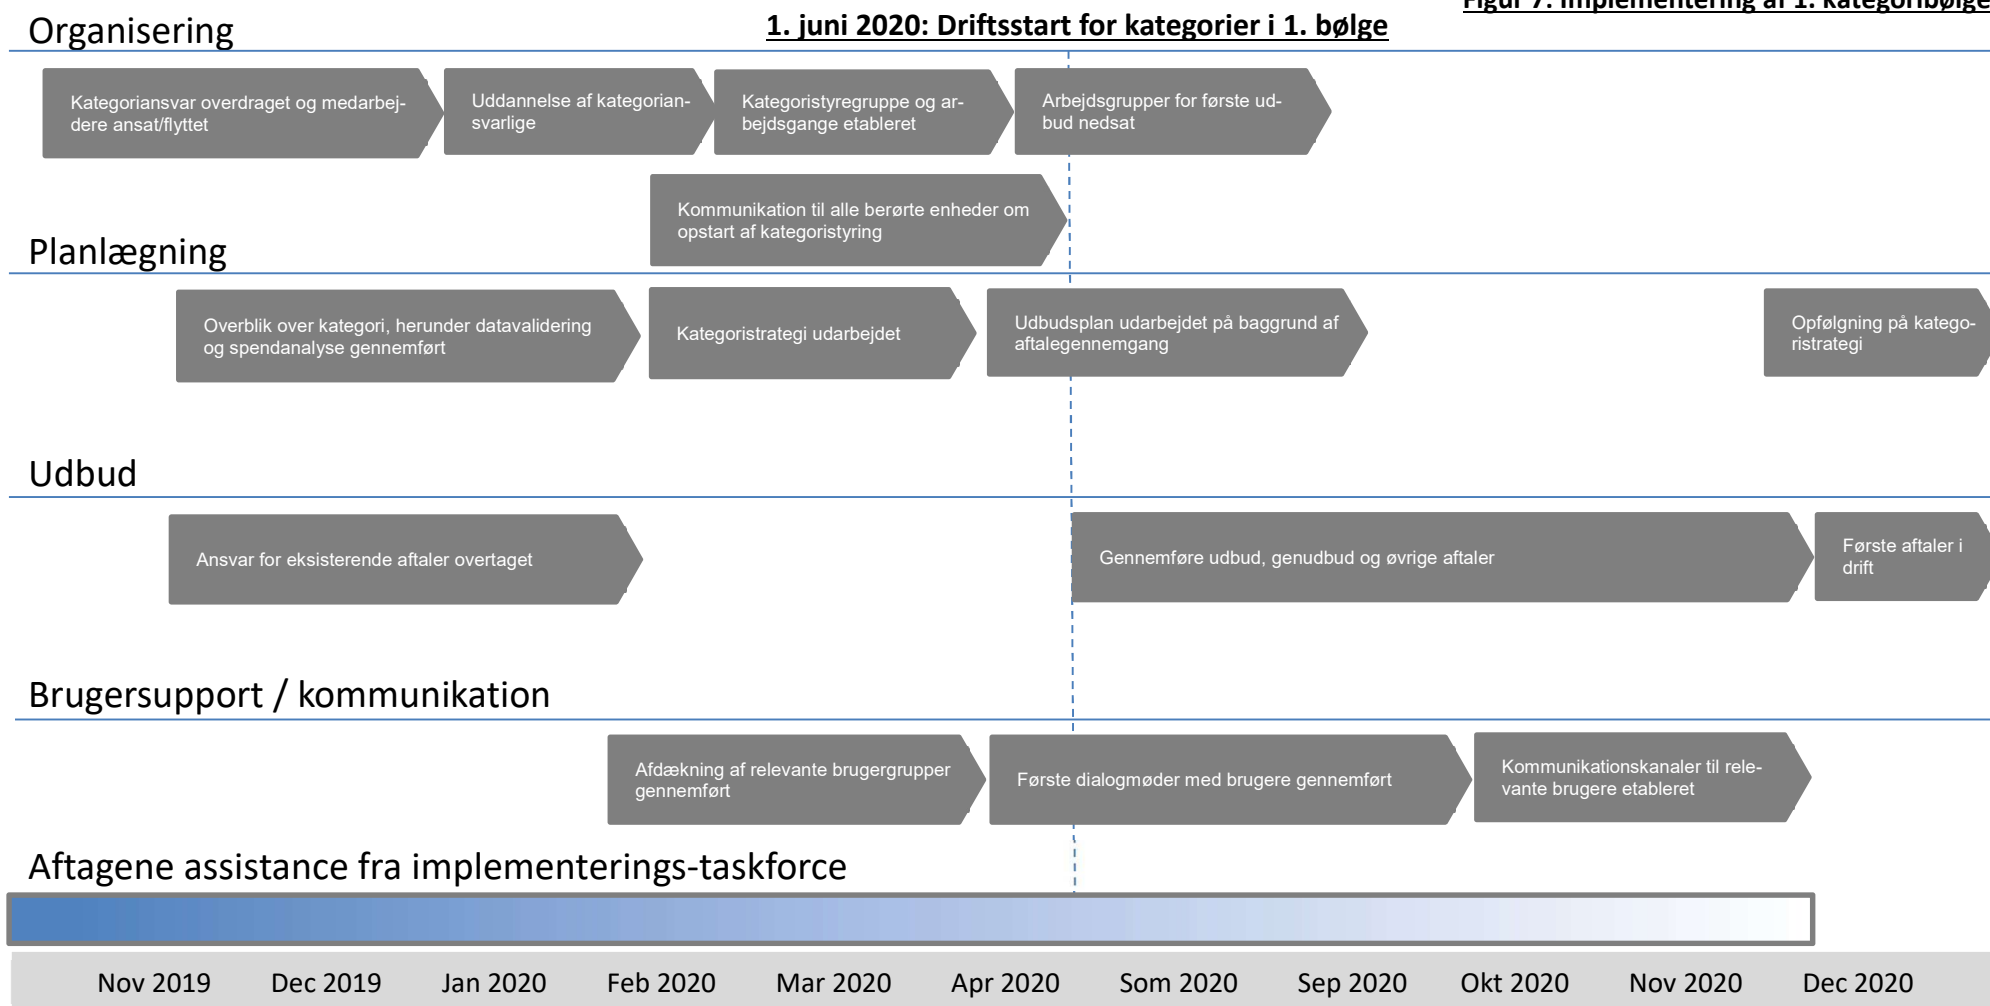 Figur 7: Implementering af 1. kategoribølge
Organisering
1. juni 2020: Driftsstart for kategorier i 1. bølge
Kategoriansvar overdraget og medarbej-
dere ansat/flyttet
Uddannelse af kategorian-
svarlige
Kategoristyregruppe og ar-
bejdsgange etableret
Arbejdsgrupper for første ud-
bud nedsat
Kommunikation til alle berørte enheder om
opstart af kategoristyring
Planlægning
Overblik over kategori, herunder datavalidering
og spendanalyse gennemført
Kategoristrategi udarbejdet
Udbudsplan udarbejdet på baggrund af
aftalegennemgang
Opfølgning på katego-
ristrategi
Udbud
Ansvar for eksisterende aftaler overtaget
Gennemføre udbud, genudbud og øvrige aftaler
Første aftaler i
drift
Brugersupport / kommunikation
Afdækning af relevante brugergrupper
gennemført
Første dialogmøder med brugere gennemført
Kommunikationskanaler til rele-
vante brugere etableret
Aftagene assistance fra implementerings-taskforce
Nov 2019 Dec 2019 Jan 2020 Feb 2020 Mar 2020 Apr 2020 Som 2020 Sep 2020 Okt 2020 Nov 2020 Dec 2020